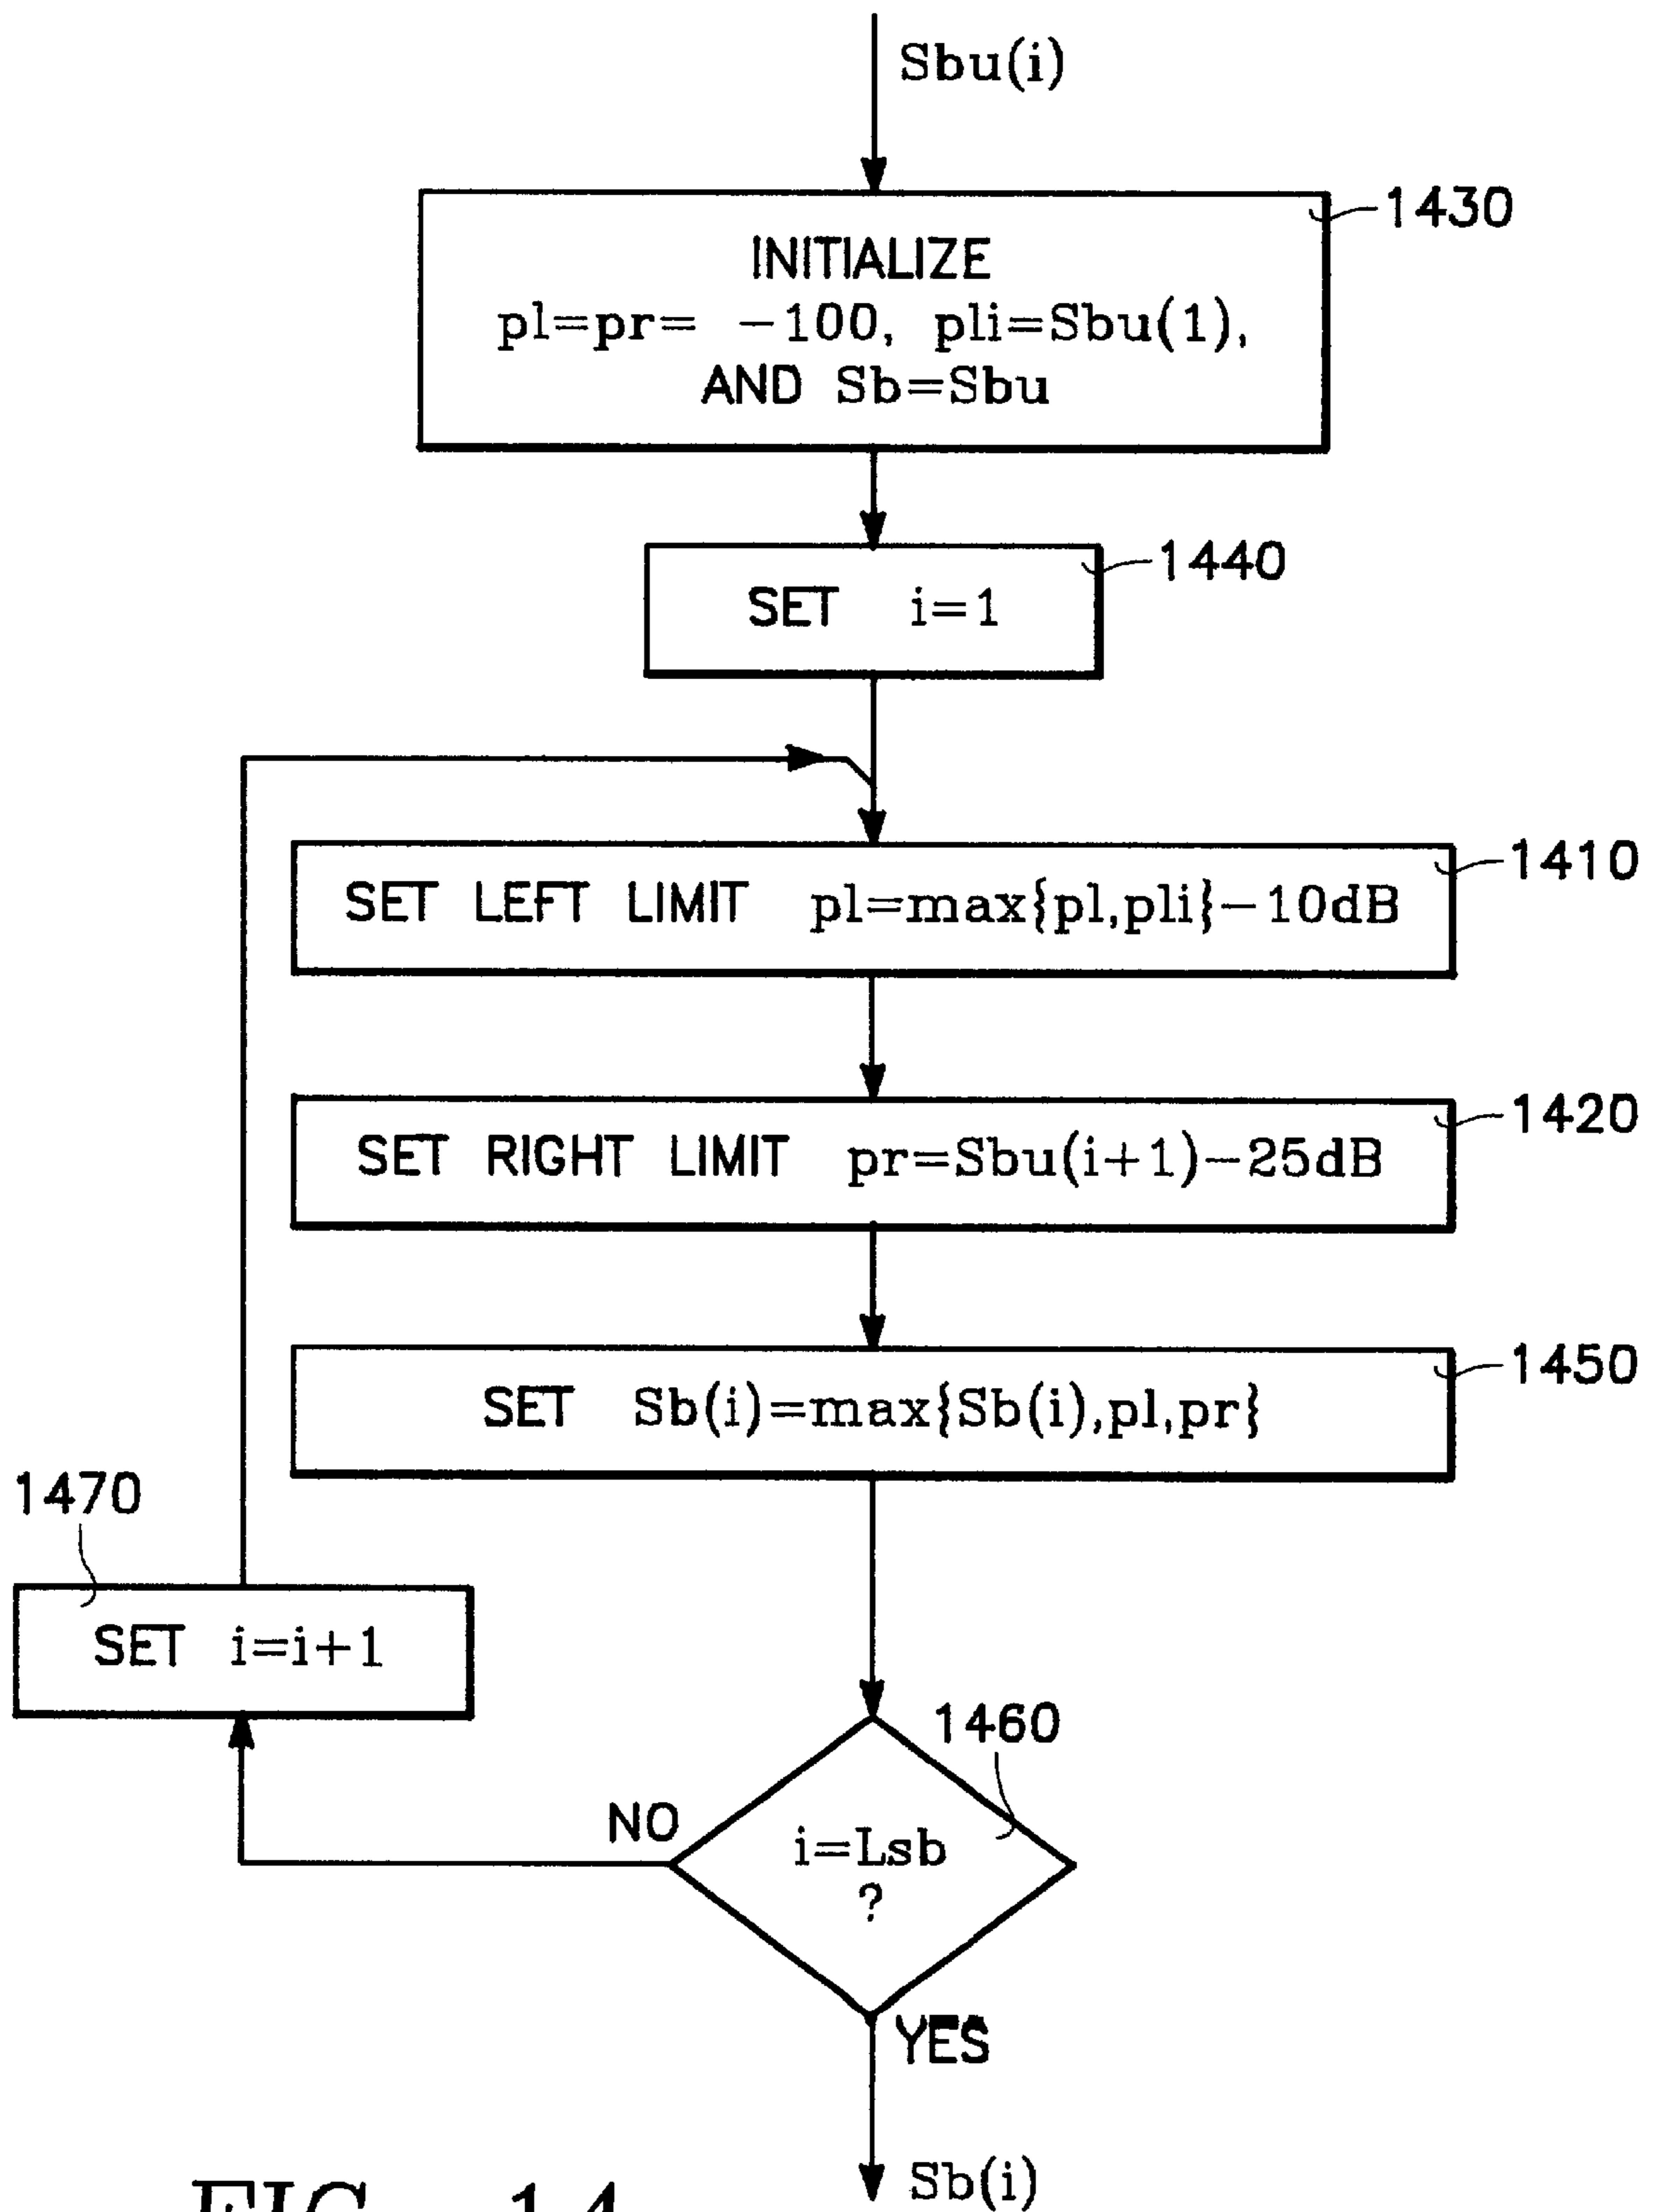 Sbu(i)
1430
INITIALIZE
pl=pr= -100, pli=Sbu(1),
AND Sb=Sbu
1440
SET i=1
1410
SET LEFT LIMIT pl=max{pl,pli}-10dB
1420
SET RIGHT LIMIT pr=Sbu(i+1)-25dB
1450
SET Sb(i)=max{Sb(i),pl,pr}
1470
SET i=i+1
1460
NO
i=Lsb
?
YES
Sb(i)
FIG. 14